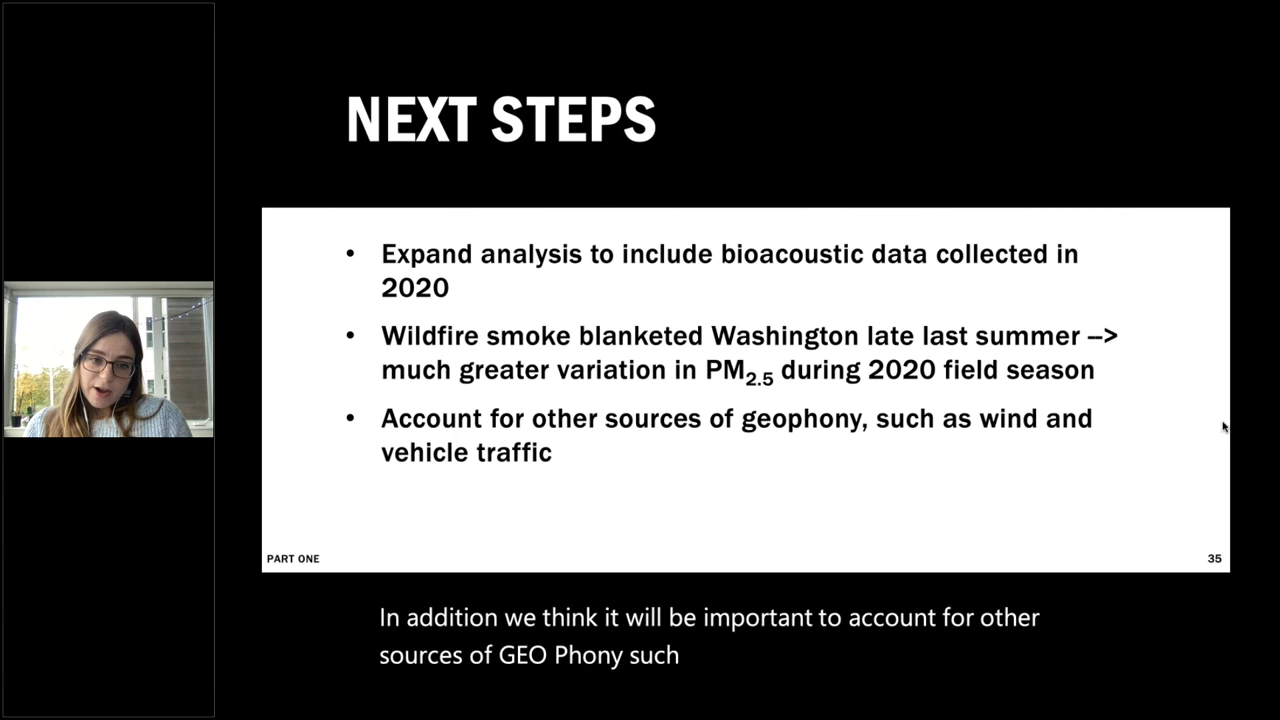 NEXT STEPS
• Expand analysis to include bioacoustic data collected in
2020
• Wildfire smoke blanketed Washington late last summer -->
much greater variation in PM2.5 during 2020 field season
• Account for other sources of geophony, such as wind and
vehicle traffic
PART ONE
35
In addition we think it will be important to account for other
sources of GEO Phony such